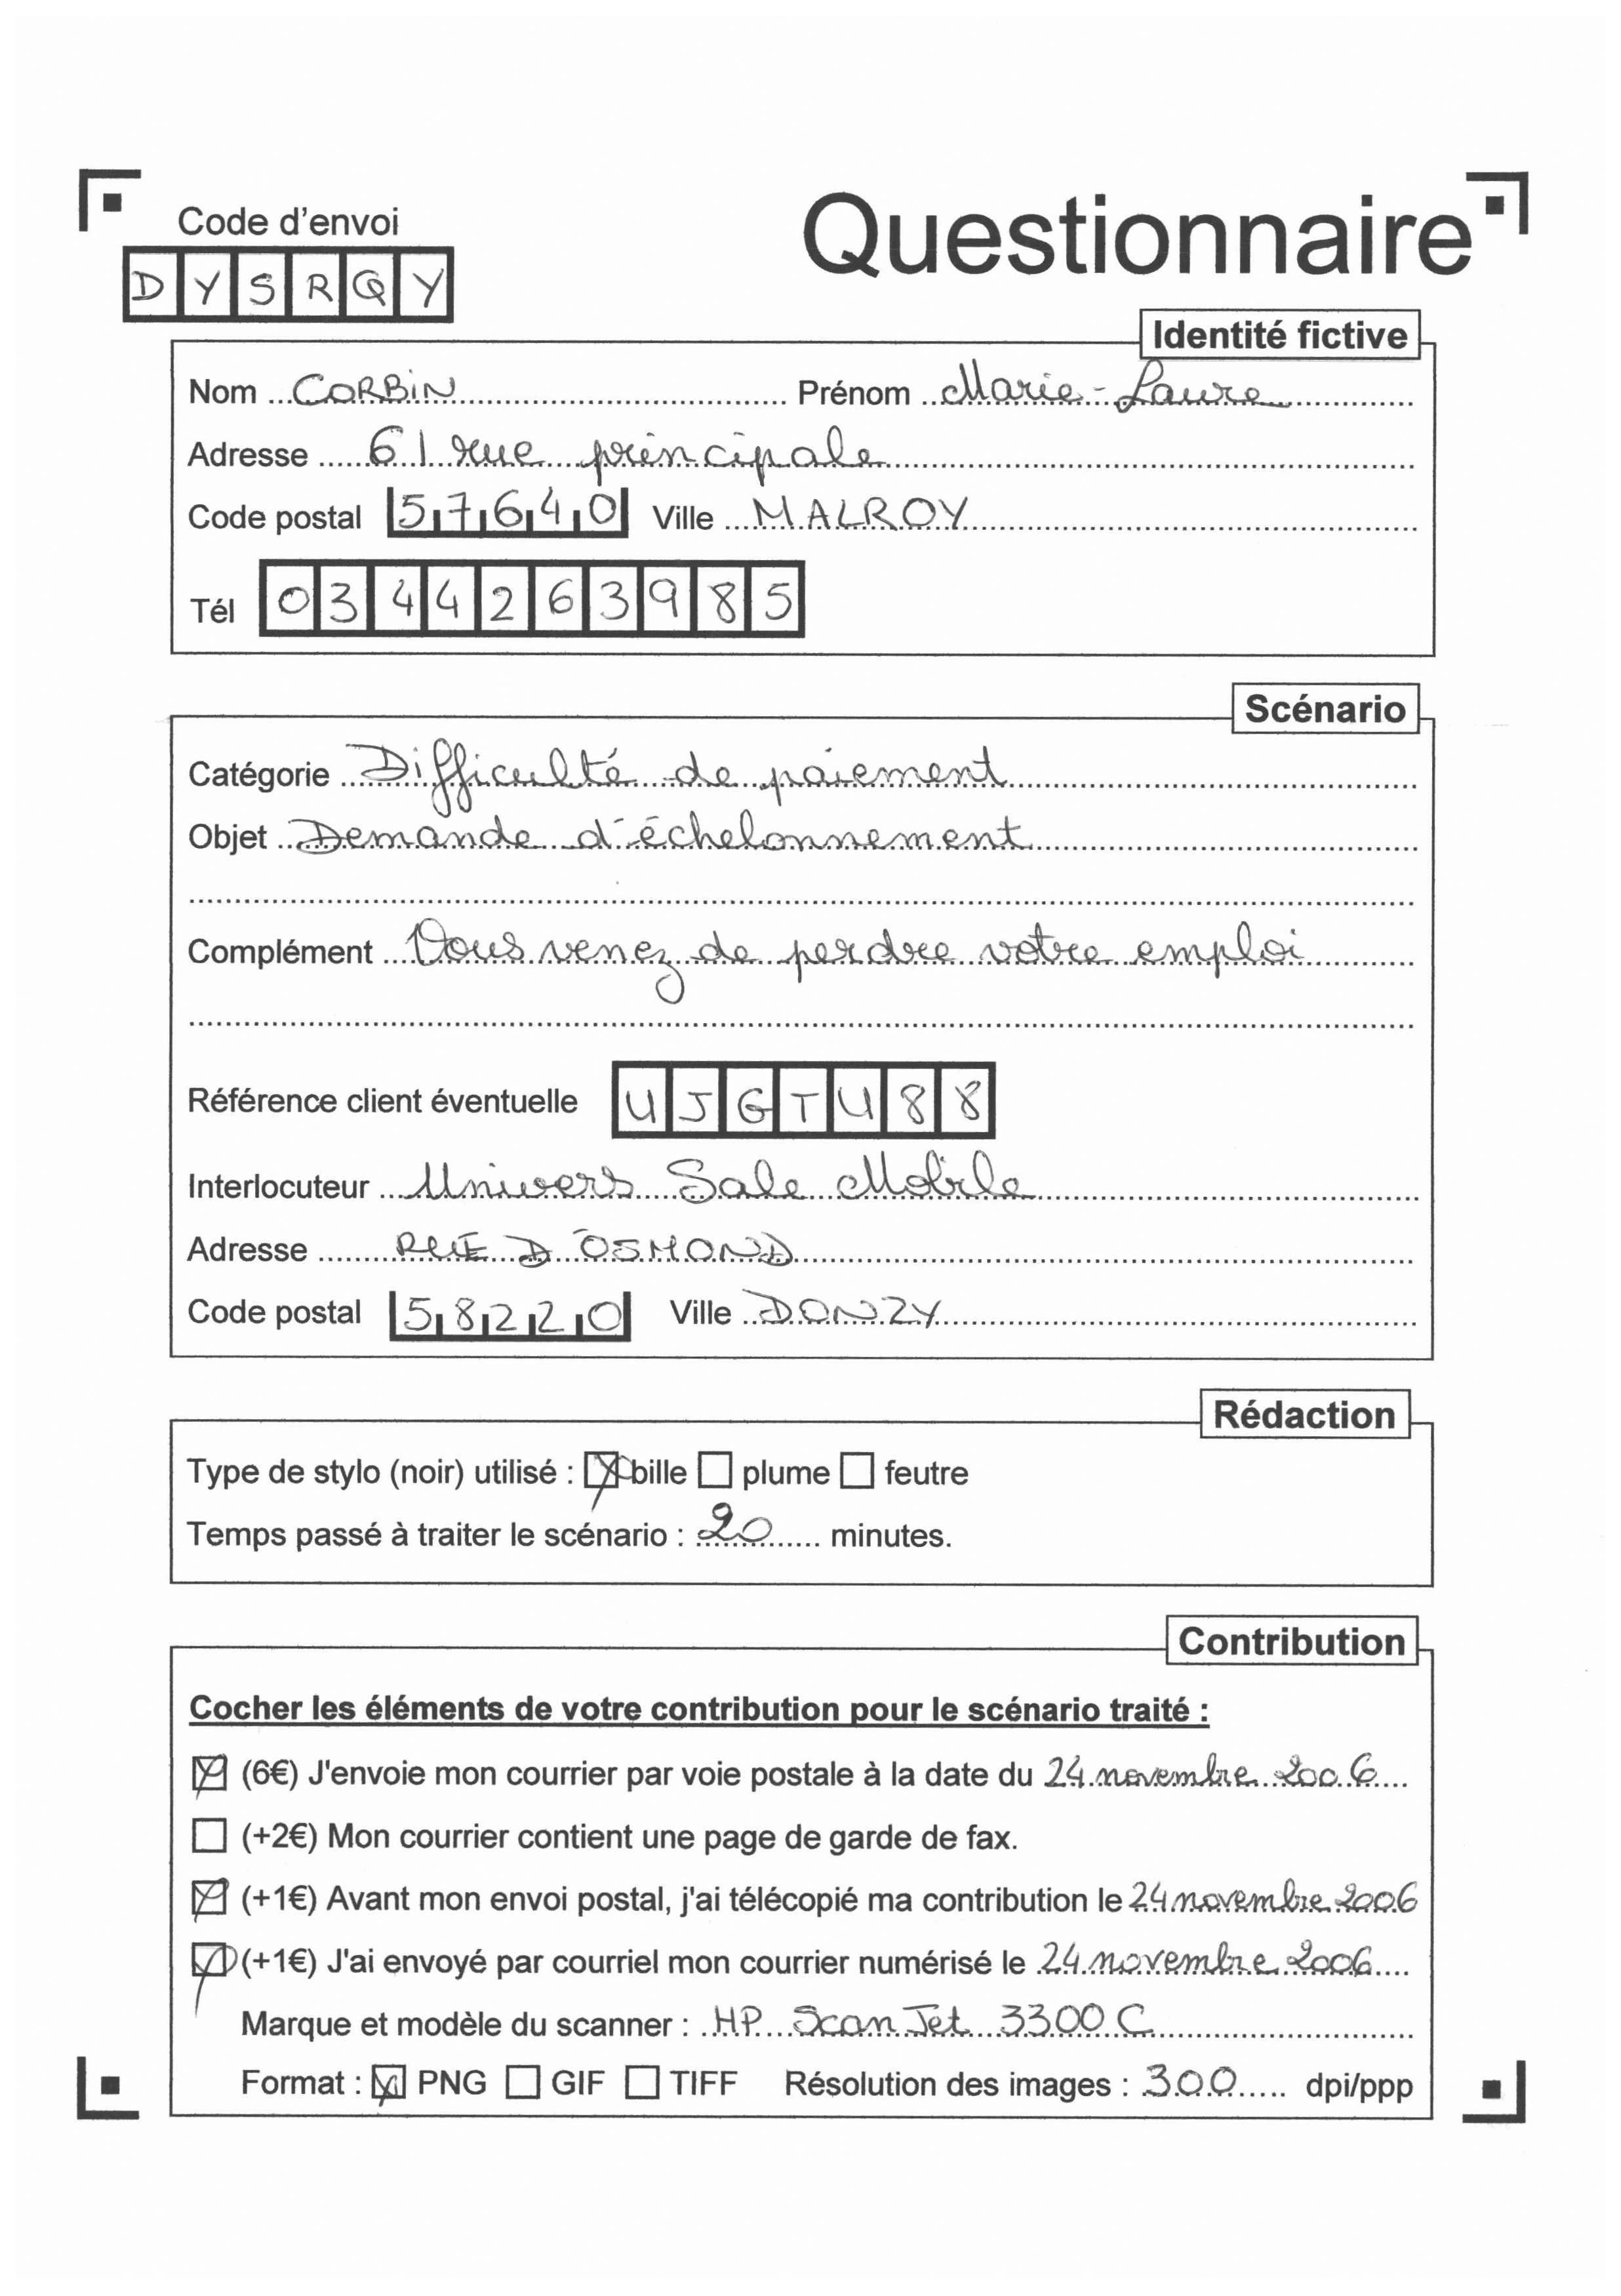 Code d'envoi
Questionnaire
DYSRQY
Identité fictive
Nom CORBIN Prénom Marie-Laure
Adresse 61 rue principale
Code postal 57640 Ville MALROY
Tél 0344263985
Scénario
Catégorie Difficulté de paiement
Objet Demande d'échelonnement
Complément Vous venez de perdre votre emploi
Référence client éventuelle UJGTU88
Interlocuteur Univers Sale Mobile
Adresse RUE D'OSMOND
Code postal 58220 Ville DONZY
Rédaction
Type de stylo (noir) utilisé : bille plume feutre
Temps passé à traiter le scénario : 20 minutes.
Contribution
Cocher les éléments de votre contribution pour le scénario traité :
(6€) J'envoie mon courrier par voie postale à la date du 24 novembre 2006
(+2€) Mon courrier contient une page de garde de fax.
(+1€) Avant mon envoi postal, j'ai télécopié ma contribution le 24 novembre 2006
(+1€) J'ai envoyé par courriel mon courrier numérisé le 24 novembre 2006
Marque et modèle du scanner : HP ScanJet 3300 C
Format : PNG GIF TIFF Résolution des images : 300 dpi/ppp